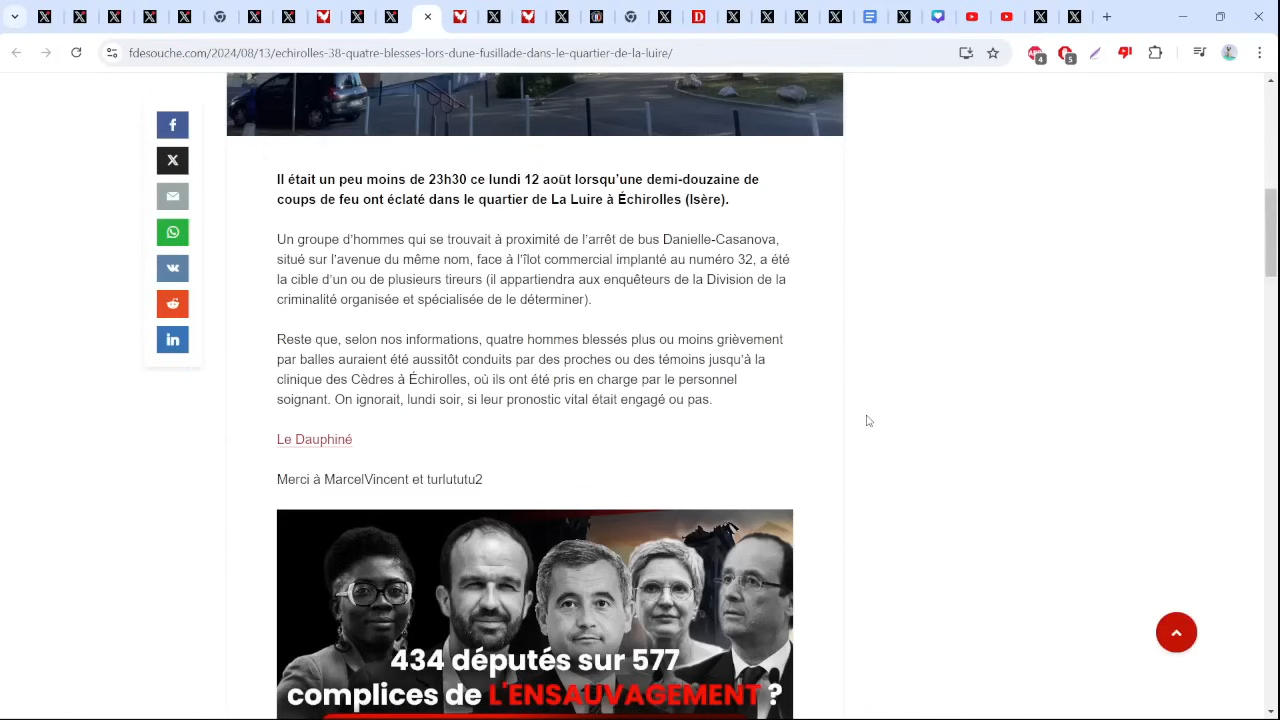 fdesouche.com/2024/08/13/echirolles-38-quatre-blesses-lors-dune-fusillade-dans-le-quartier-de-la-luire/
4
5
Il était un peu moins de 23h30 ce lundi 12 août lorsqu'une demi-douzaine de
coups de feu ont éclaté dans le quartier de La Luire à Échirolles (Isère).
Un groupe d'hommes qui se trouvait à proximité de l'arrêt de bus Danielle-Casanova,
situé sur l'avenue du même nom, face à l'îlot commercial implanté au numéro 32, a été
la cible d'un ou de plusieurs tireurs (il appartiendra aux enquêteurs de la Division de la
criminalité organisée et spécialisée de le déterminer).
Reste que, selon nos informations, quatre hommes blessés plus ou moins grièvement
par balles auraient été aussitôt conduits par des proches ou des témoins jusqu'à la
clinique des Cèdres à Échirolles, où ils ont été pris en charge par le personnel
soignant. On ignorait, lundi soir, si leur pronostic vital était engagé ou pas.
Le Dauphiné
Merci à MarcelVincent et turlututu2
434 députés sur 577
complices de L'ENSAUVAGEMENT ?